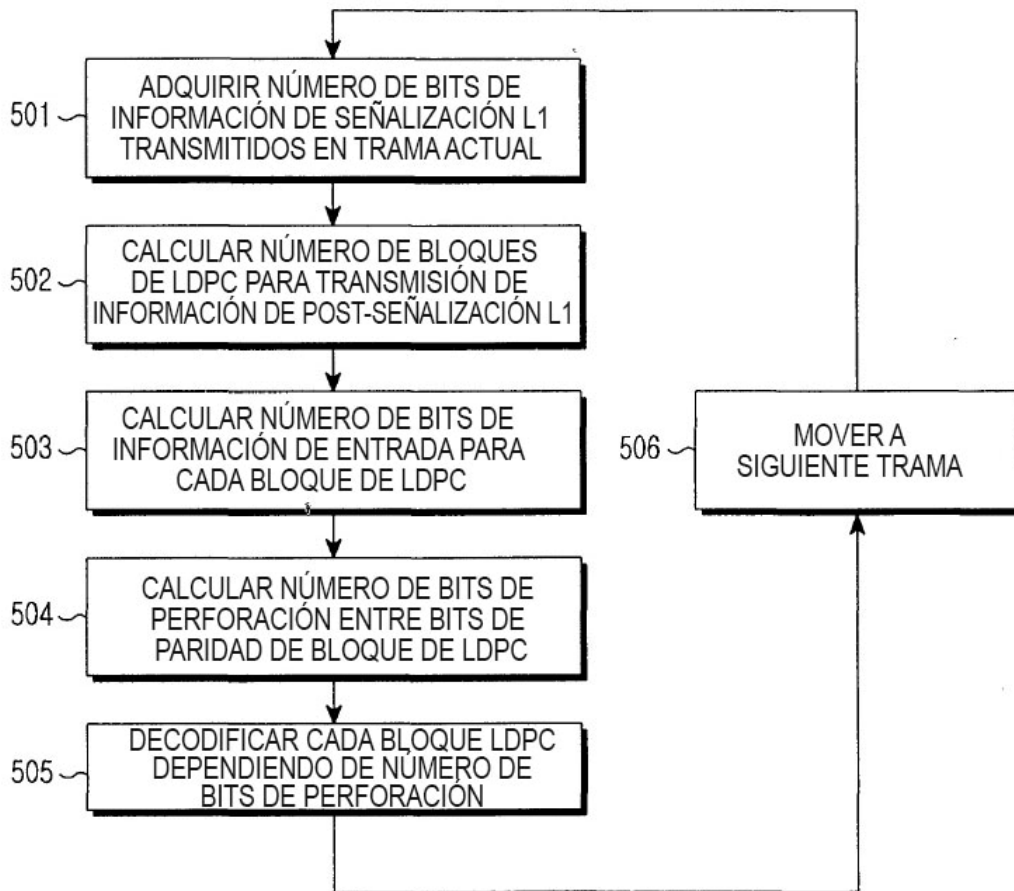 501
ADQUIRIR NÚMERO DE BITS DE
INFORMACIÓN DE SEÑALIZACIÓN L1
TRANSMITIDOS EN TRAMA ACTUAL
502
CALCULAR NÚMERO DE BLOQUES
DE LDPC PARA TRANSMISIÓN DE
INFORMACIÓN DE POST-SEÑALIZACIÓN L1
503
CALCULAR NÚMERO DE BITS DE
INFORMACIÓN DE ENTRADA PARA
CADA BLOQUE DE LDPC
504
CALCULAR NÚMERO DE BITS DE
PERFORACIÓN ENTRE BITS DE
PARIDAD DE BLOQUE DE LDPC
505
DECODIFICAR CADA BLOQUE LDPC
DEPENDIENDO DE NÚMERO DE
BITS DE PERFORACIÓN
506
MOVER A
SIGUIENTE TRAMA